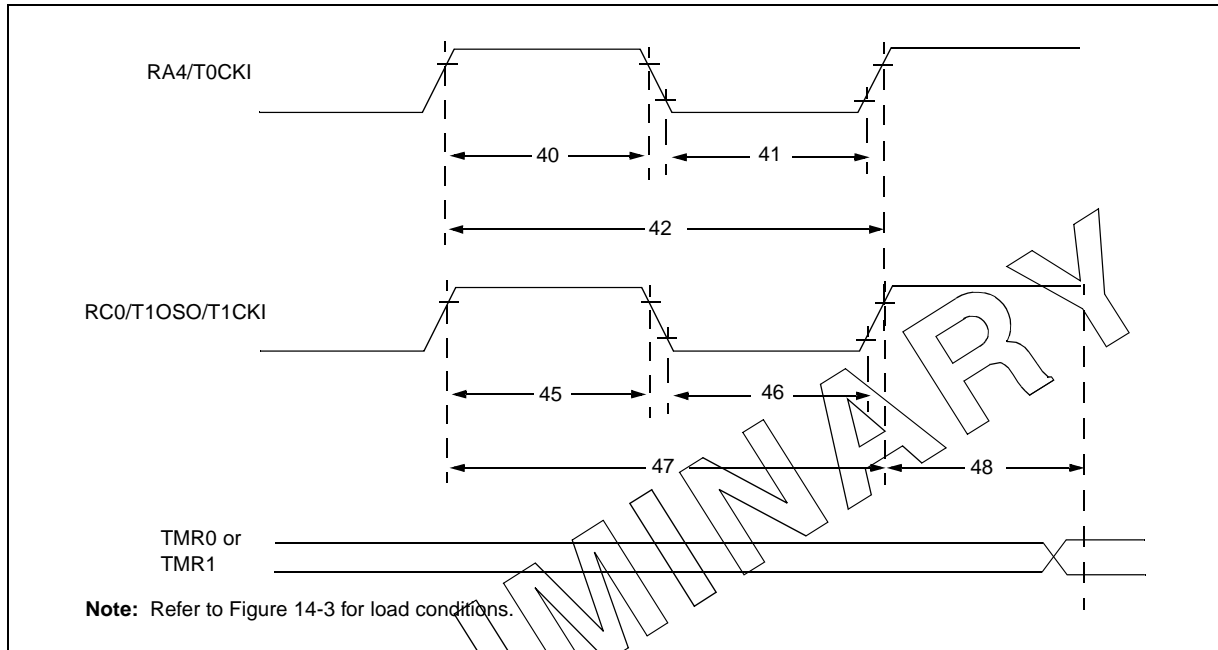 RA4/T0CKI
40
41
42
RC0/T1OSO/T1CKI
45
46
47
48
TMR0 or
TMR1
Note: Refer to Figure 14-3 for load conditions.
IMINARY